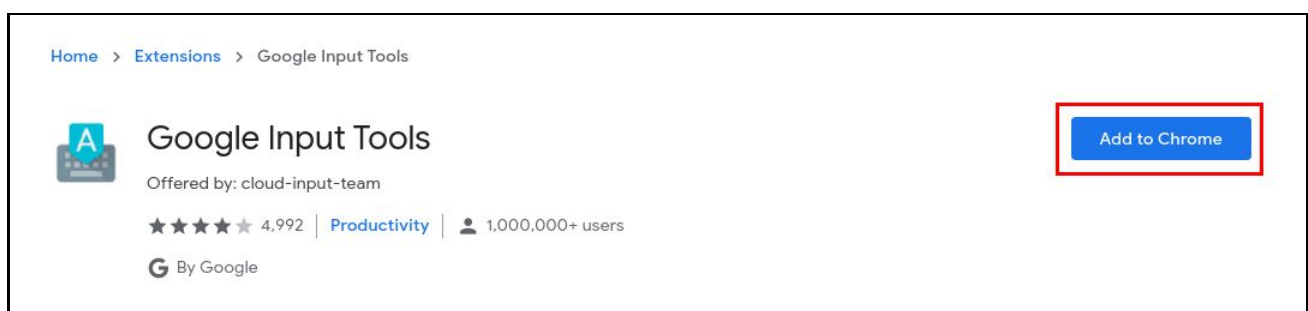 Home > Extensions > Google Input Tools
A
Google Input Tools
Add to Chrome
Offered by: cloud-input-team
4,992 | Productivity | 1,000,000+ users
G By Google